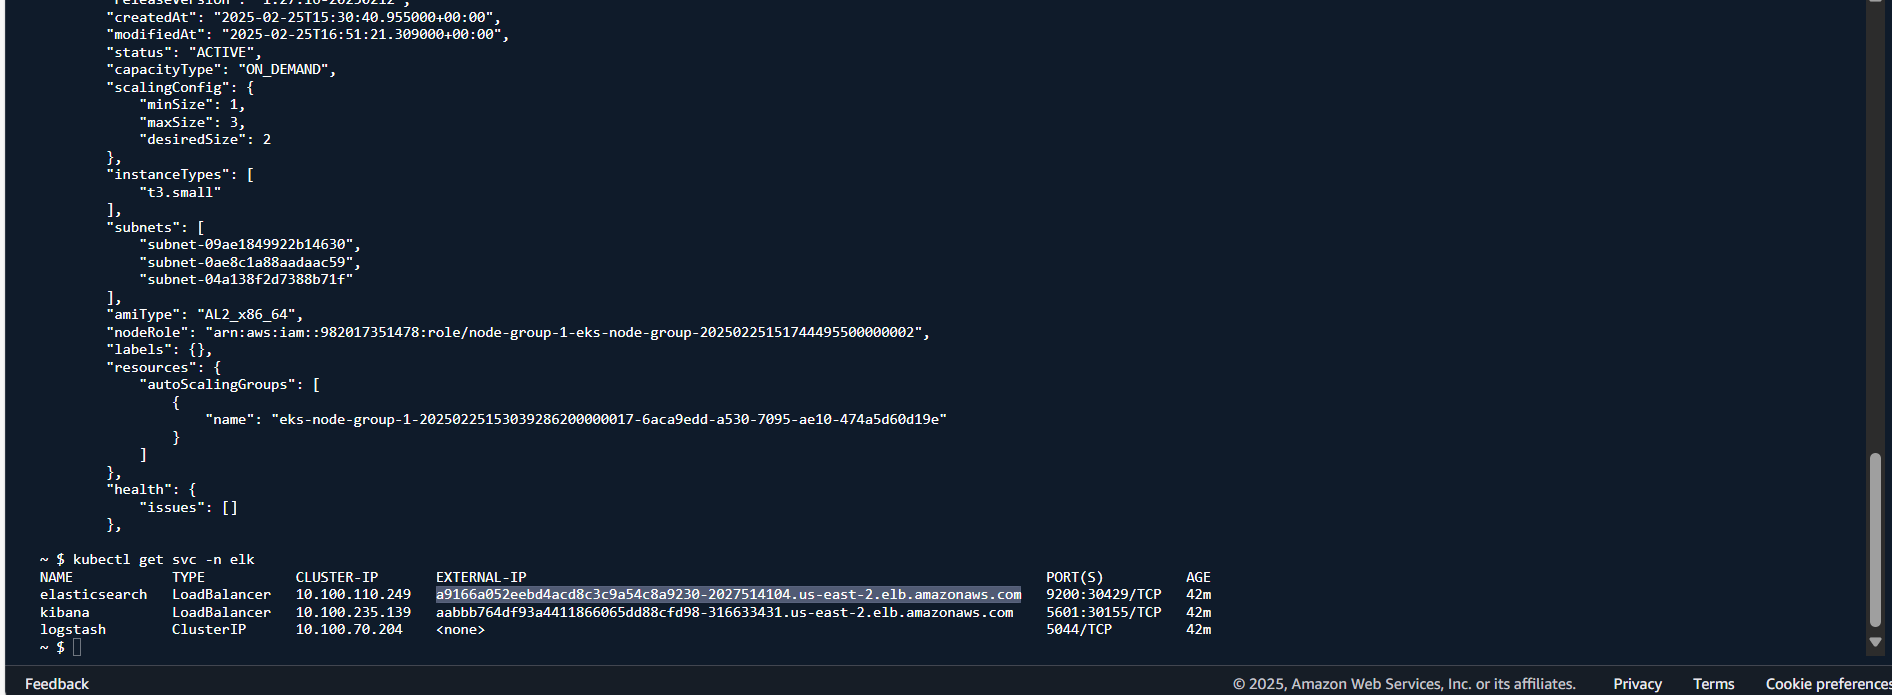 "releaseVersion": "1.27.16-20250212",
"createdAt": "2025-02-25T15:30:40.955000+00:00",
"modifiedAt": "2025-02-25T16:51:21.309000+00:00",
"status": "ACTIVE",
"capacityType": "ON_DEMAND",
"scalingConfig": {
"minSize": 1,
"maxSize": 3,
"desiredSize": 2
},
"instanceTypes": [
"t3.small"
],
"subnets": [
"subnet-09ae1849922b14630",
"subnet-0ae8c1a88aadaac59",
"subnet-04a138f2d7388b71f"
],
"amiType": "AL2_x86_64",
"nodeRole": "arn:aws:iam::982017351478:role/node-group-1-eks-node-group-20250225151744495500000002",
"labels": {},
"resources": {
"autoScalingGroups": [
{
"name": "eks-node-group-1-20250225153039286200000017-6aca9edd-a530-7095-ae10-474a5d60d19e"
}
]
},
"health": {
"issues": []
},
~ $ kubectl get svc -n elk
NAME TYPE CLUSTER-IP EXTERNAL-IP PORT(S) AGE
elasticsearch LoadBalancer 10.100.110.249 a9166a052eebd4acd8c3c9a54c8a9230-2027514104.us-east-2.elb.amazonaws.com 9200:30429/TCP 42m
kibana LoadBalancer 10.100.235.139 aabbb764df93a4411866065dd88cfd98-316633431.us-east-2.elb.amazonaws.com 5601:30155/TCP 42m
logstash ClusterIP 10.100.70.204 <none> 5044/TCP 42m
~ $
Feedback © 2025, Amazon Web Services, Inc. or its affiliates. Privacy Terms Cookie preferences